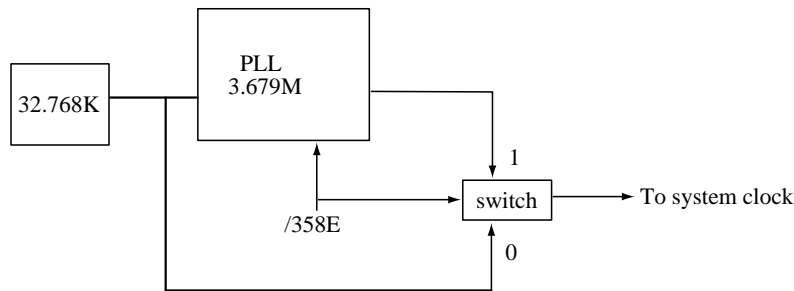 PLL
3.679M
32.768K
1
switch
To system clock
/358E
0